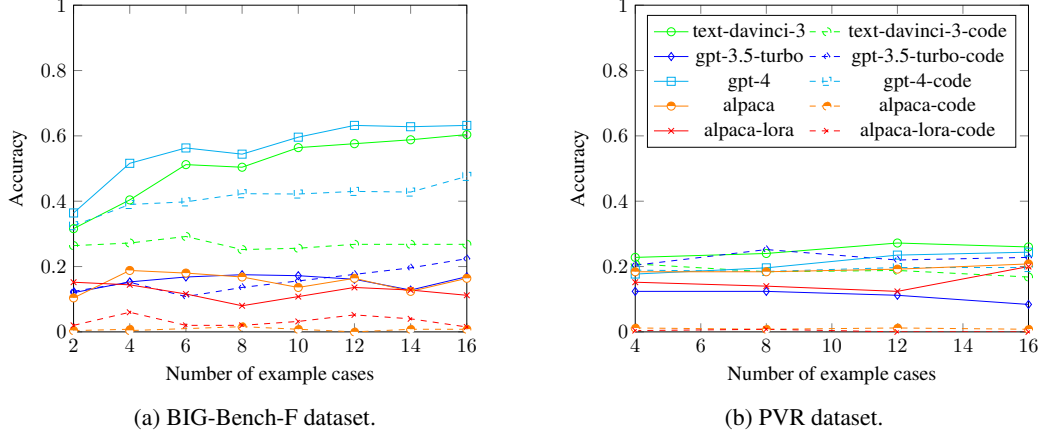 1
0.8
0.6
0.4
0.2
0
2 4 6 8 10 12 14 16
Accuracy
Number of example cases
(a) BIG-Bench-F dataset.
1
0.8
0.6
0.4
0.2
0
4 6 8 10 12 14 16
Accuracy
Number of example cases
text-davinci-3 text-davinci-3-code
gpt-3.5-turbo gpt-3.5-turbo-code
gpt-4 gpt-4-code
alpaca alpaca-code
alpaca-lora alpaca-lora-code
(b) PVR dataset.